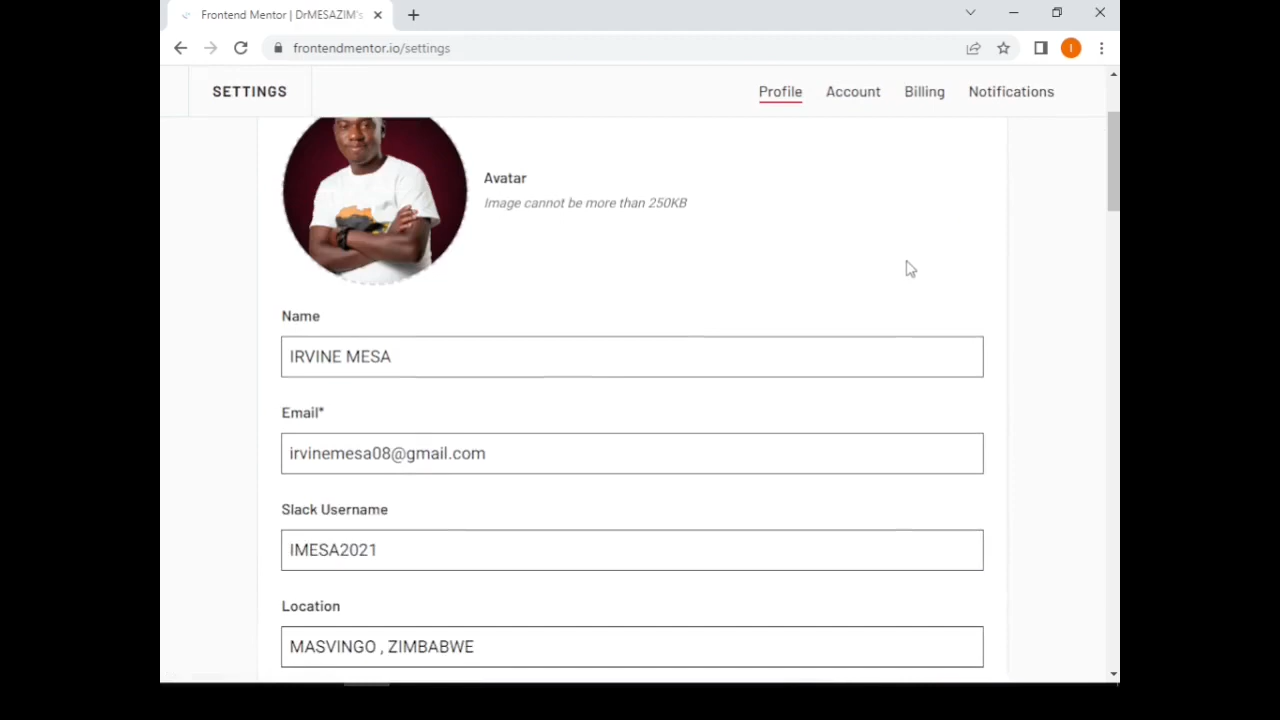 Frontend Mentor | DrMESAZIM's
frontendmentor.io/settings
I
SETTINGS
Profile
Account
Billing
Notifications
Avatar
Image cannot be more than 250KB
Name
IRVINE MESA
Email*
irvinemesa08@gmail.com
Slack Username
IMESA2021
Location
MASVINGO , ZIMBABWE